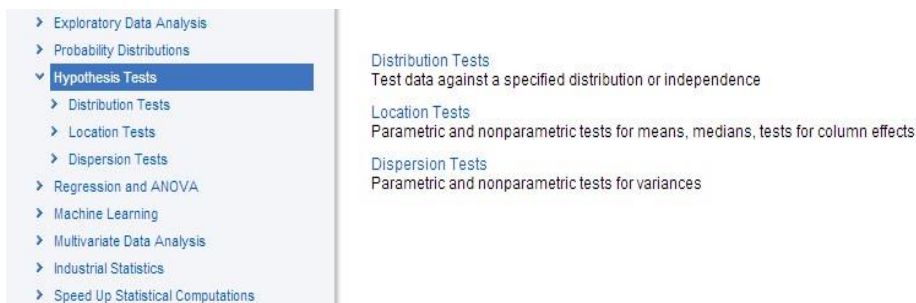 Exploratory Data Analysis
Probability Distributions
Hypothesis Tests
Distribution Tests
Location Tests
Dispersion Tests
Regression and ANOVA
Machine Learning
Multivariate Data Analysis
Industrial Statistics
Speed Up Statistical Computations
Distribution Tests
Test data against a specified distribution or independence
Location Tests
Parametric and nonparametric tests for means, medians, tests for column effects
Dispersion Tests
Parametric and nonparametric tests for variances